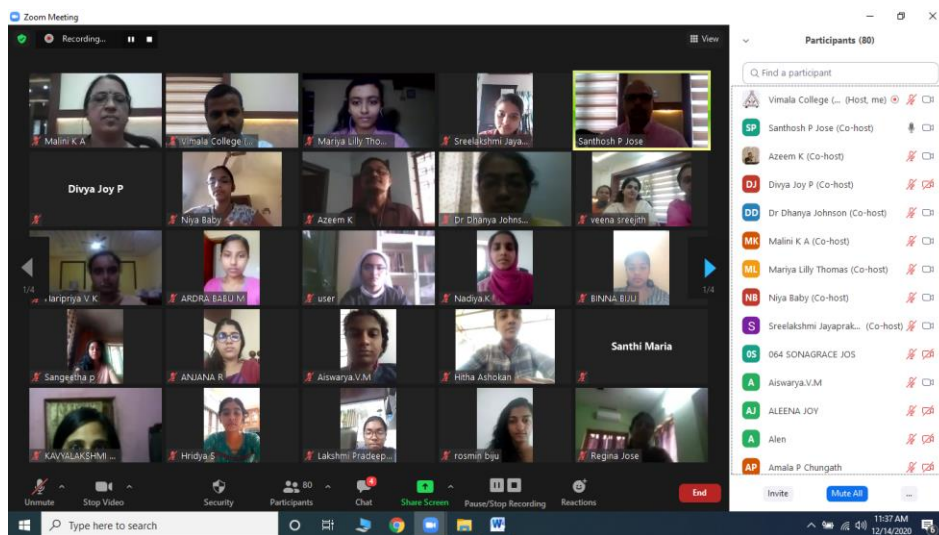 Zoom Meeting
Recording...
View
Malini K A
Vimala College
Mariya Lilly Tho...
Sreelakshmi Jaya...
Santhosh P Jose
Divya Joy P
Niya Baby
Azeem K
Dr Dhanya Johns...
veena sreejith
Haripriya V K
ARDRA BABU M
user
Nadiya.K
BINNA BIJU
1/4
1/4
Sangeetha p
ANJANA R
Aiswarya.V.M
Hitha Ashokan
Santhi Maria
KAVYALAKSHMI ...
Hridya S
Lakshmi Pradeep...
rosmin biju
Regina Jose
Unmute
Stop Video
Security
80
Participants
4
Chat
Share Screen
Pause/Stop Recording
Reactions
End
Participants (80)
Find a participant
Vimala College (... (Host, me)
SP Santhosh P Jose (Co-host)
Azeem K (Co-host)
DJ Divya Joy P (Co-host)
DD Dr Dhanya Johnson (Co-host)
MK Malini K A (Co-host)
ML Mariya Lilly Thomas (Co-host)
NB Niya Baby (Co-host)
S Sreelakshmi Jayaprak... (Co-host)
0S 064 SONAGRACE JOS
A Aiswarya.V.M
AJ ALEENA JOY
A Alen
AP Amala P Chungath
Invite
Mute All
...
Type here to search
11:37 AM
12/14/2020